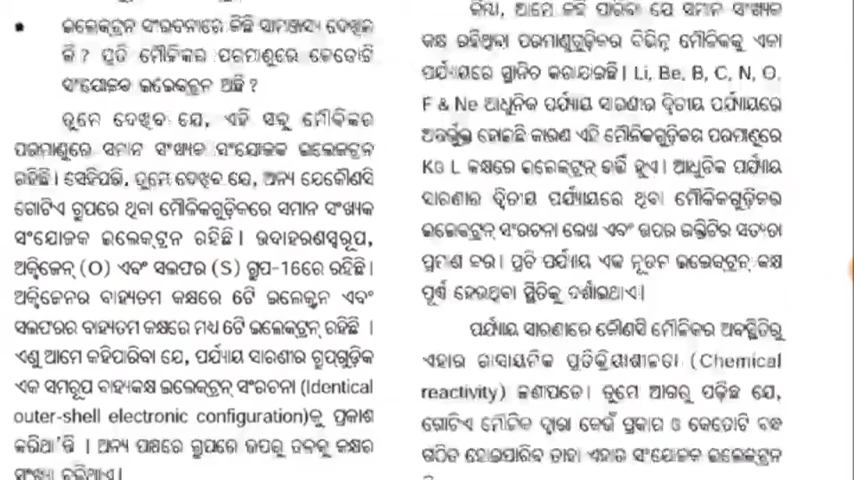 ଇଲେକ୍ଟ୍ରନ ସଂରଚନାରେ କିଛି ସାମଞ୍ଜସ୍ୟ ଦେଖିଲ
କି ? ପ୍ରତି ମୌଳିକର ପରମାଣୁରେ କେତୋଟି
ସଂଯୋଜକ ଇଲେକ୍ଟ୍ରନ ଅଛି ?
ତୁମେ ଦେଖିବ ଯେ, ଏହି ସବୁ ମୌଳିକର
ପରମାଣୁରେ ସମାନ ସଂଖ୍ୟକ ସଂଯୋଜକ ଇଲେକ୍ଟ୍ରନ
ରହିଛି । ସେହିପରି, ତୁମେ ଦେଖିବ ଯେ, ଅନ୍ୟ ଯେକୌଣସି
ଗୋଟିଏ ଗ୍ରୁପରେ ଥିବା ମୌଳିକଗୁଡ଼ିକରେ ସମାନ ସଂଖ୍ୟକ
ସଂଯୋଜକ ଇଲେକ୍ଟ୍ରନ ରହିଛି । ଉଦାହରଣସ୍ୱରୂପ,
ଅକ୍ସିଜେନ୍ (O) ଏବଂ ସଲଫର (S) ଗ୍ରୁପ-16ରେ ରହିଛି ।
ଅକ୍ସିଜେନର ବାହ୍ୟତମ କକ୍ଷରେ 6ଟି ଇଲେକ୍ଟ୍ରନ ଏବଂ
ସଲଫରର ବାହ୍ୟତମ କକ୍ଷରେ ମଧ୍ୟ 6ଟି ଇଲେକ୍ଟ୍ରନ୍ ରହିଛି ।
ଏଣୁ ଆମେ କହିପାରିବା ଯେ, ପର୍ଯ୍ୟାୟ ସାରଣୀର ଗ୍ରୁପ୍‌ଗୁଡ଼ିକ
ଏକ ସମରୂପ ବାହ୍ୟକକ୍ଷ ଇଲେକ୍ଟ୍ରନ୍ ସଂରଚନା (Identical
outer-shell electronic configuration)କୁ ପ୍ରକାଶ
କରିଥା'ନ୍ତି । ଅନ୍ୟ ପକ୍ଷରେ ଗ୍ରୁପରେ ଉପରୁ ତଳକୁ କକ୍ଷର
ସଂଖ୍ୟା ବଢ଼ିଥାଏ ।
କିମ୍ବା, ଆମେ କହି ପାରିବା ଯେ ସମାନ ସଂଖ୍ୟକ
କକ୍ଷ ରହିଥିବା ପରମାଣୁଗୁଡ଼ିକର ବିଭିନ୍ନ ମୌଳିକକୁ ଏକା
ପର୍ଯ୍ୟାୟରେ ସ୍ଥାନିତ କରାଯାଇଛି । Li, Be, B, C, N, O,
F & Ne ଆଧୁନିକ ପର୍ଯ୍ୟାୟ ସାରଣୀର ଦ୍ୱିତୀୟ ପର୍ଯ୍ୟାୟରେ
ଅନ୍ତର୍ଭୁକ୍ତ ହୋଇଛି କାରଣ ଏହି ମୌଳିକଗୁଡ଼ିକର ପରମାଣୁରେ
Kଓ L କକ୍ଷରେ ଇଲେକ୍ଟ୍ରନ୍ ଭର୍ତ୍ତି ହୁଏ । ଆଧୁନିକ ପର୍ଯ୍ୟାୟ
ସାରଣୀର ଦ୍ୱିତୀୟ ପର୍ଯ୍ୟାୟରେ ଥିବା ମୌଳିକଗୁଡ଼ିକର
ଇଲେକ୍ଟ୍ରନ୍ ସଂରଚନା ଲେଖ ଏବଂ ଉପର ଉକ୍ତିଟିର ସତ୍ୟତା
ପ୍ରମାଣ କର । ପ୍ରତି ପର୍ଯ୍ୟାୟ ଏକ ନୂତନ ଇଲେକ୍ଟ୍ରନ୍ କକ୍ଷ
ପୂର୍ଣ୍ଣ ହେଉଥିବା ସ୍ଥିତିକୁ ଦର୍ଶାଇଥାଏ ।
ପର୍ଯ୍ୟାୟ ସାରଣୀରେ କୌଣସି ମୌଳିକର ଅବସ୍ଥିତିରୁ
ଏହାର ରାସାୟନିକ ପ୍ରତିକ୍ରିୟାଶୀଳତା (Chemical
reactivity) ଜଣାପଡେ । ତୁମେ ଆଗରୁ ପଢ଼ିଛ ଯେ,
ଗୋଟିଏ ମୌଳିକ ଦ୍ୱାରା କେଉଁ ପ୍ରକାର ଓ କେତୋଟି ବନ୍ଧ
ଗଠିତ ହୋଇପାରିବ ତାହା ଏହାର ସଂଯୋଜକ ଇଲେକ୍ଟ୍ରନ